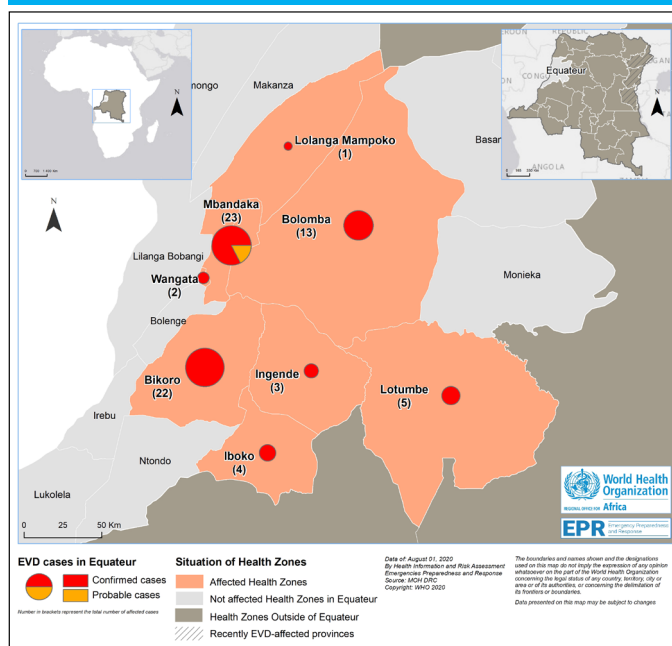 N
0 700 1 400 km
REPUBLIC
Equateur
CONGO
ANGOLA
N
mongo
Makanza
Basan
Lolanga Mampoko
(1)
N
Mbandaka
(23)
Bolomba
(13)
Lilanga Bobangi
Wangata
(2)
Monieka
Bolenge
Bikoro
(22)
Ingende
(3)
Lotumbe
(5)
Irebu
Iboko
(4)
Ntondo
Lukolela
0 25 50 Km
World Health
Organization
REGIONAL OFFICE FOR Africa
EPR Emergency Preparedness
and Response
EVD cases in Equateur
Confirmed cases
Probable cases
Number in brackets represent the total number of affected cases
Situation of Health Zones
Affected Health Zones
Not affected Health Zones in Equateur
Health Zones Outside of Equateur
Recently EVD-affected provinces
Data of: August 01, 2020
By Health Information and Risk Assessment
Emergencies Preparedness and Response
Source: MOH DRC
Copyright: WHO 2020
The boundaries and names shown and the designations
used on this map do not imply the expression of any opinion
whatsoever on the part of the World Health Organization
concerning the legal status of any country, territory, city or
area or of its authorities, or concerning the delimitation of
its frontiers or boundaries.
Data presented on this map may be subject to changes